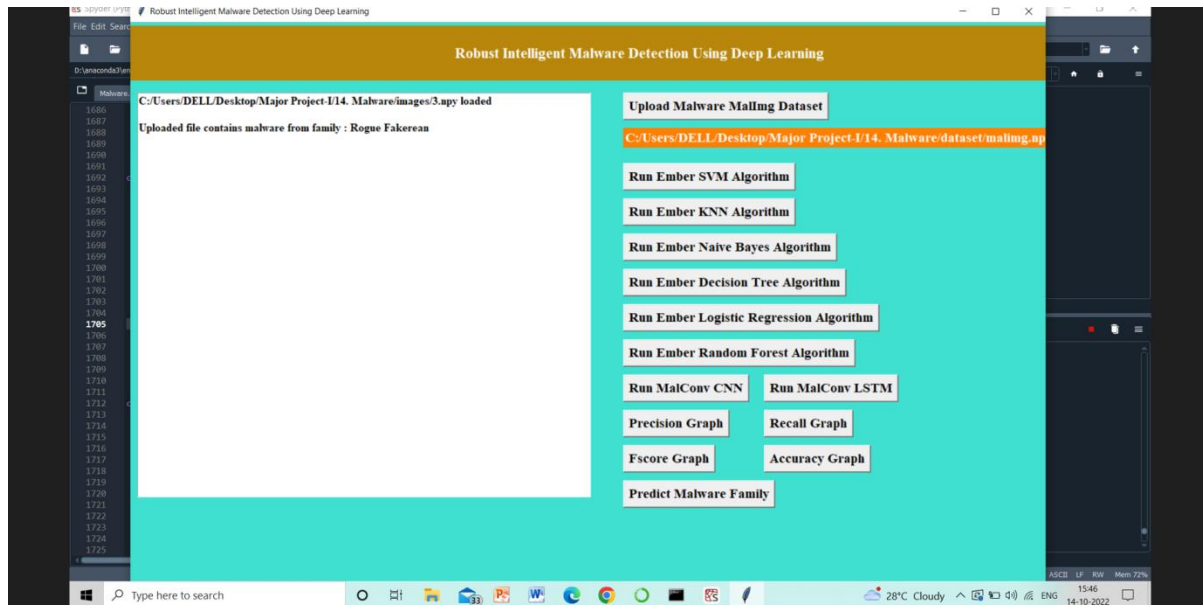 Robust Intelligent Malware Detection Using Deep Learning
File Edit
Robust Intelligent Malware Detection Using Deep Learning
D:\anaconda3\en
Malware.
C:/Users/DELL/Desktop/Major Project-I/14. Malware/images/3.npy loaded
Uploaded file contains malware from family : Rogue Fakerean
Upload Malware MalImg Dataset
C:/Users/DELL/Desktop/Major Project-I/14. Malware/dataset/malimg.np
Run Ember SVM Algorithm
Run Ember KNN Algorithm
Run Ember Naive Bayes Algorithm
Run Ember Decision Tree Algorithm
Run Ember Logistic Regression Algorithm
Run Ember Random Forest Algorithm
Run MalConv CNN Run MalConv LSTM
Precision Graph Recall Graph
Fscore Graph Accuracy Graph
Predict Malware Family
1686
1687
1688
1689
1690
1691
1692
1693
1694
1695
1696
1697
1698
1699
1700
1701
1702
1703
1704
1705
1706
1707
1708
1709
1710
1711
1712
1713
1714
1715
1716
1717
1718
1719
1720
1721
1722
1723
1724
1725
ASCII LF RW Mem 72%
Type here to search
33
28°C Cloudy
ENG
15:46
14-10-2022